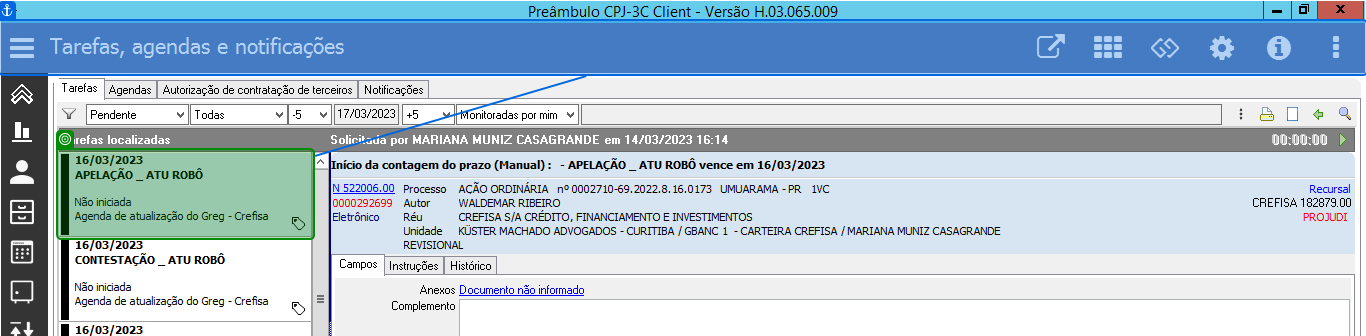 Preâmbulo CPJ-3C Client - Versão H.03.065.009
Tarefas, agendas e notificações
Tarefas Agendas Autorização de contratação de terceiros Notificações
Pendente Todas -5 17/03/2023 +5 Monitoradas por mim
arefas localizadas
Solicitada por MARIANA MUNIZ CASAGRANDE em 14/03/2023 16:14 00:00:00
16/03/2023
APELAÇÃO _ ATU ROBÔ
Não iniciada
Agenda de atualização do Greg - Crefisa
16/03/2023
CONTESTAÇÃO _ ATU ROBÔ
Não iniciada
Agenda de atualização do Greg - Crefisa
16/03/2023
Início da contagem do prazo (Manual) : - APELAÇÃO _ ATU ROBÔ vence em 16/03/2023
N 522006.00 Processo AÇÃO ORDINÁRIA nº 0002710-69.2022.8.16.0173 UMUARAMA - PR 1VC Recursal
0000292699 Autor WALDEMAR RIBEIRO CREFISA 182879.00
Eletrônico Réu CREFISA S/A CRÉDITO, FINANCIAMENTO E INVESTIMENTOS PROJUDI
Unidade KÜSTER MACHADO ADVOGADOS - CURITIBA / GBANC 1 - CARTEIRA CREFISA / MARIANA MUNIZ CASAGRANDE
REVISIONAL
Campos Instruções Histórico
Anexos Documento não informado
Complemento